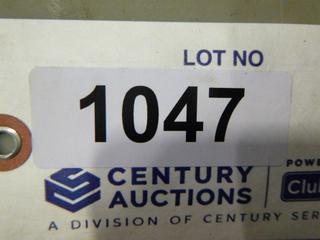 LOT NO
1047
CENTURY
AUCTIONS
A DIVISION OF CENTURY